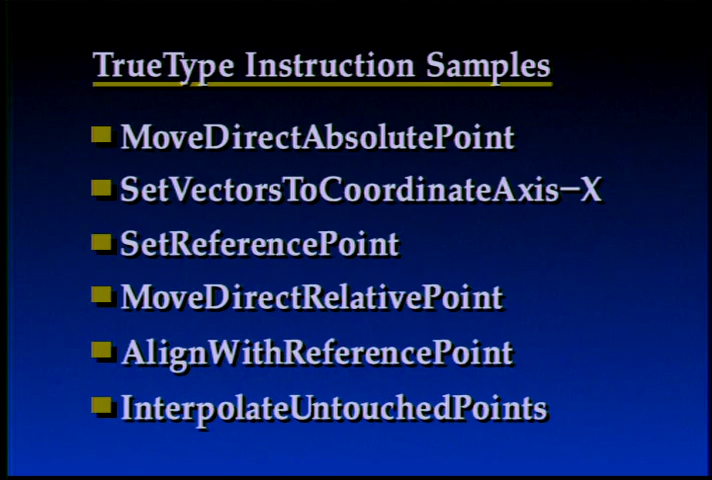 TrueType Instruction Samples
MoveDirectAbsolutePoint
SetVectorsToCoordinateAxis–X
SetReferencePoint
MoveDirectRelativePoint
AlignWithReferencePoint
InterpolateUntouchedPoints